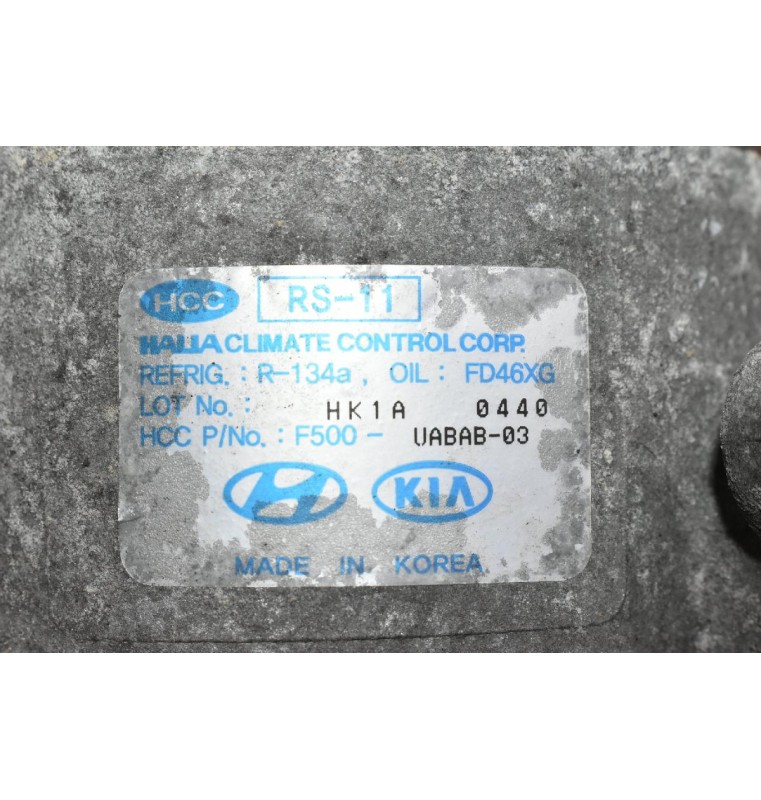 HCC RS-11
HALLA CLIMATE CONTROL CORP.
REFRIG. : R-134a , OIL : FD46XG
LOT No. : HK1A 0440
HCC P/No. : F500 - UABAB-03
KIA
MADE IN KOREA